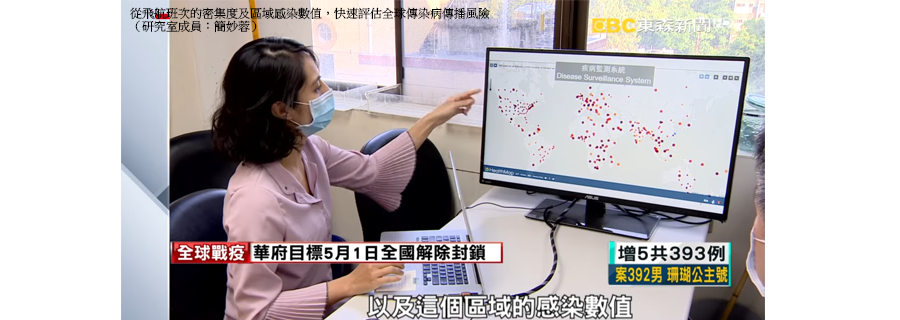 從飛航班次的密集度及區域感染數值，快速評估全球傳染病傳播風險
（研究室成員：簡妙蓉）
EBC 東森新聞
疾病監測系統
Disease Surveillance System
HealthMap
ASUS
全球戰疫 華府目標5月1日全國解除封鎖
增5共393例
案392男 珊瑚公主號
以及這個區域的感染數值